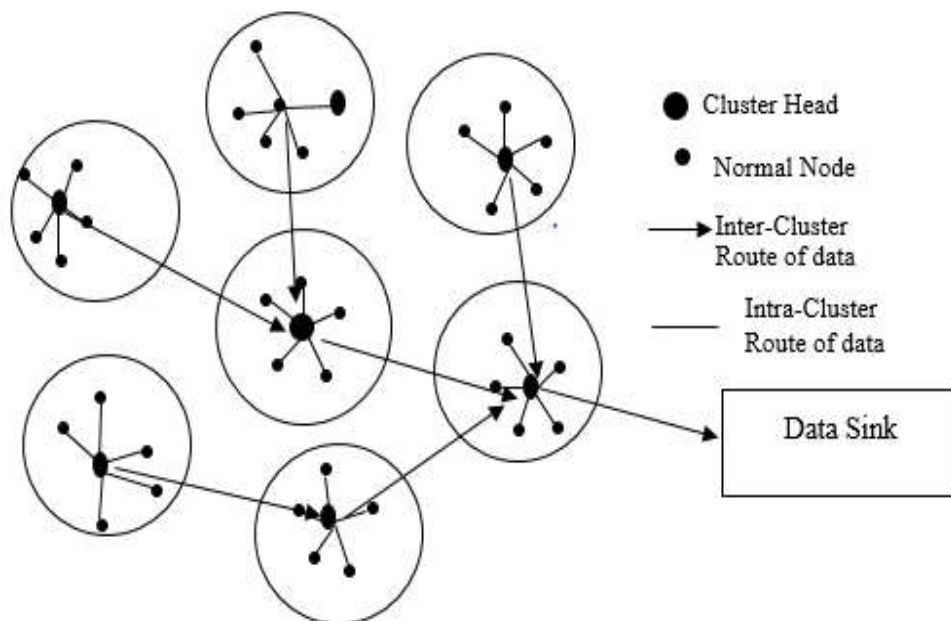 Cluster Head
Normal Node
Inter-Cluster
Route of data
Intra-Cluster
Route of data
Data Sink